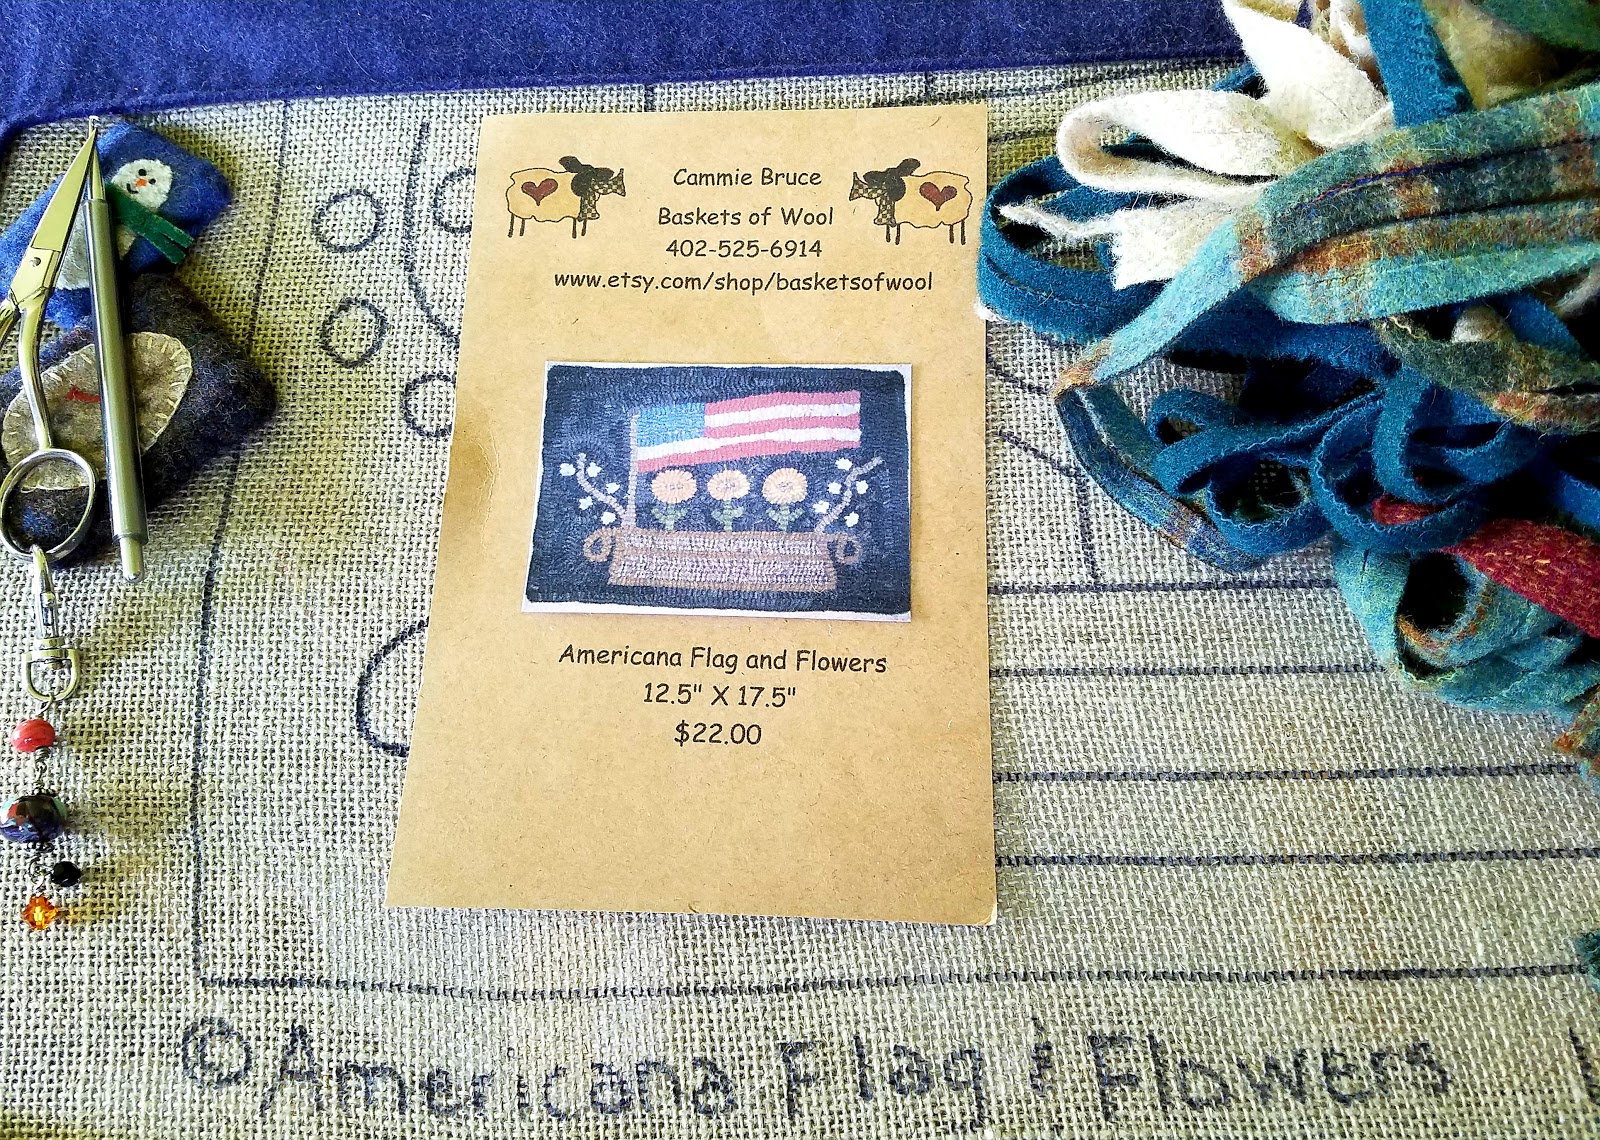 Cammie Bruce
Baskets of Wool
402-525-6914
www.etsy.com/shop/basketsofwool
Americana Flag and Flowers
12.5" X 17.5"
$22.00
©Americana Flag & Flowers